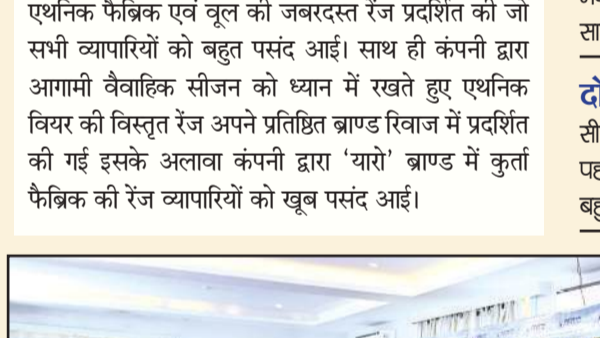 एथनिक फैब्रिक एवं वूल की जबरदस्त रेंज प्रदर्शित की जो
सभी व्यापारियों को बहुत पसंद आई। साथ ही कंपनी द्वारा
आगामी वैवाहिक सीजन को ध्यान में रखते हुए एथनिक
वियर की विस्तृत रेंज अपने प्रतिष्ठित ब्राण्ड रिवाज में प्रदर्शित
की गई इसके अलावा कंपनी द्वारा ‘यारो’ ब्राण्ड में कुर्ता
फैब्रिक की रेंज व्यापारियों को खूब पसंद आई।